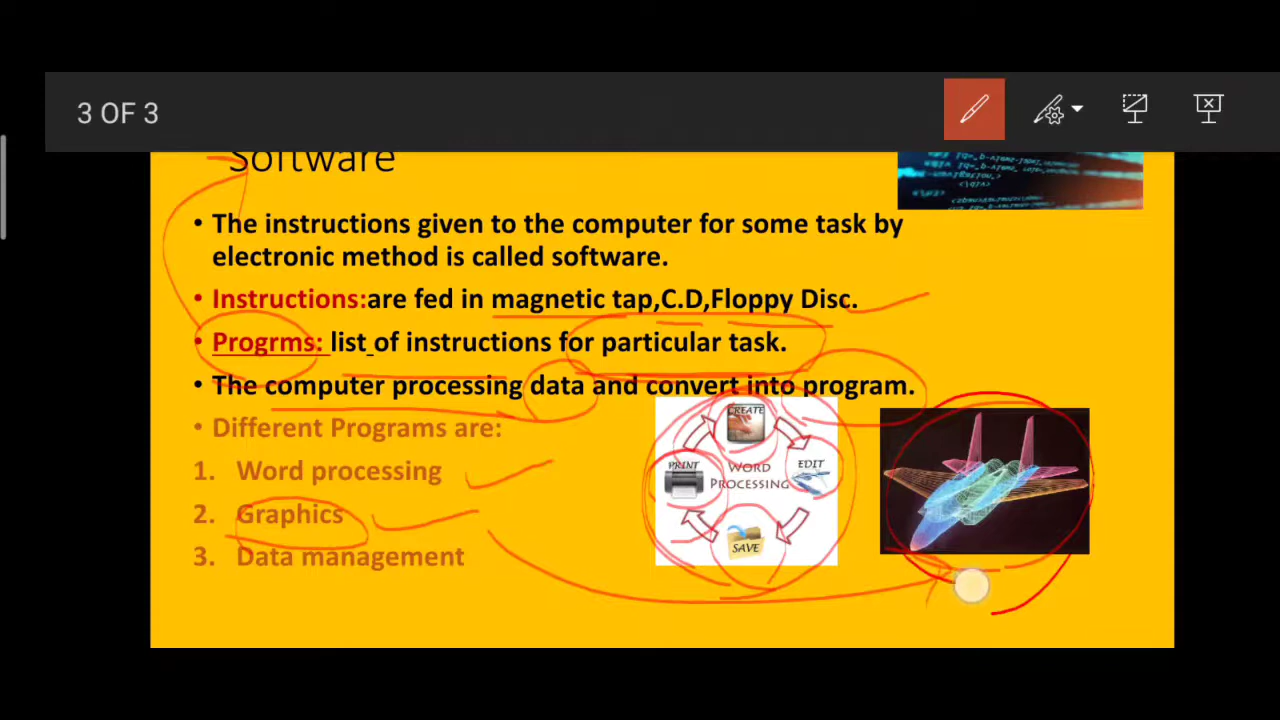 3 OF 3
Software
• The instructions given to the computer for some task by
electronic method is called software.
• Instructions:are fed in magnetic tap,C.D,Floppy Disc.
• Progrms: list of instructions for particular task.
• The computer processing data and convert into program.
• Different Programs are:
1. Word processing
2. Graphics
3. Data management
CREATE
PRINT
WORD
PROCESSING
EDIT
SAVE